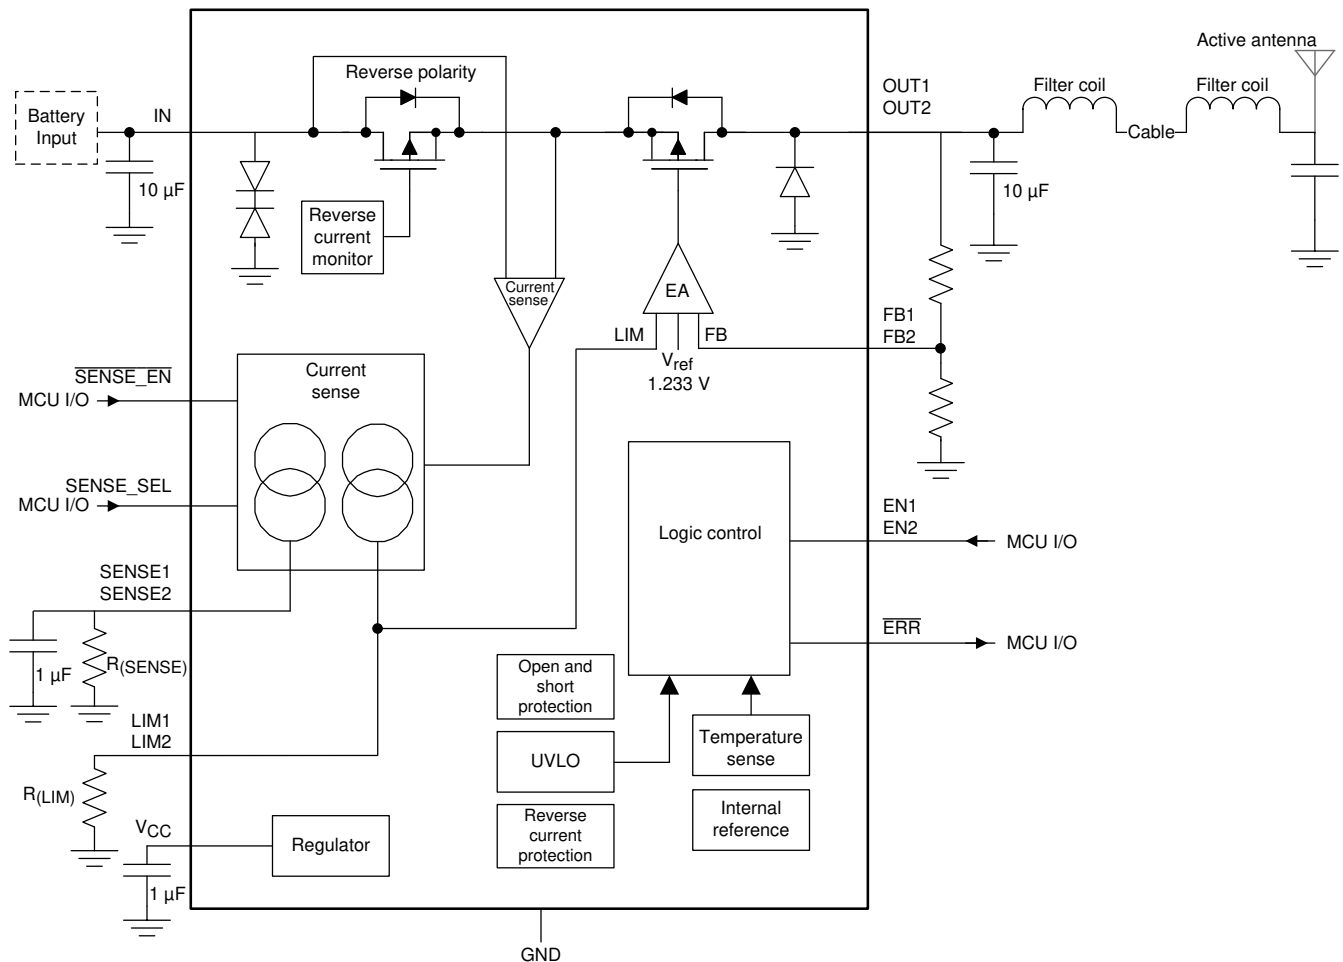 Active antenna
Reverse polarity
OUT1
OUT2
Filter coil
Filter coil
Battery
Input
IN
Cable
10 µF
10 µF
Reverse
current
monitor
Current
sense
EA
LIM
FB
FB1
FB2
Vref
1.233 V
SENSE_EN
MCU I/O
Current
sense
SENSE_SEL
MCU I/O
EN1
EN2
MCU I/O
Logic control
SENSE1
SENSE2
1 µF
R(SENSE)
ERR
MCU I/O
Open and
short
protection
LIM1
LIM2
UVLO
Temperature
sense
R(LIM)
VCC
Regulator
Reverse
current
protection
Internal
reference
1 µF
GND